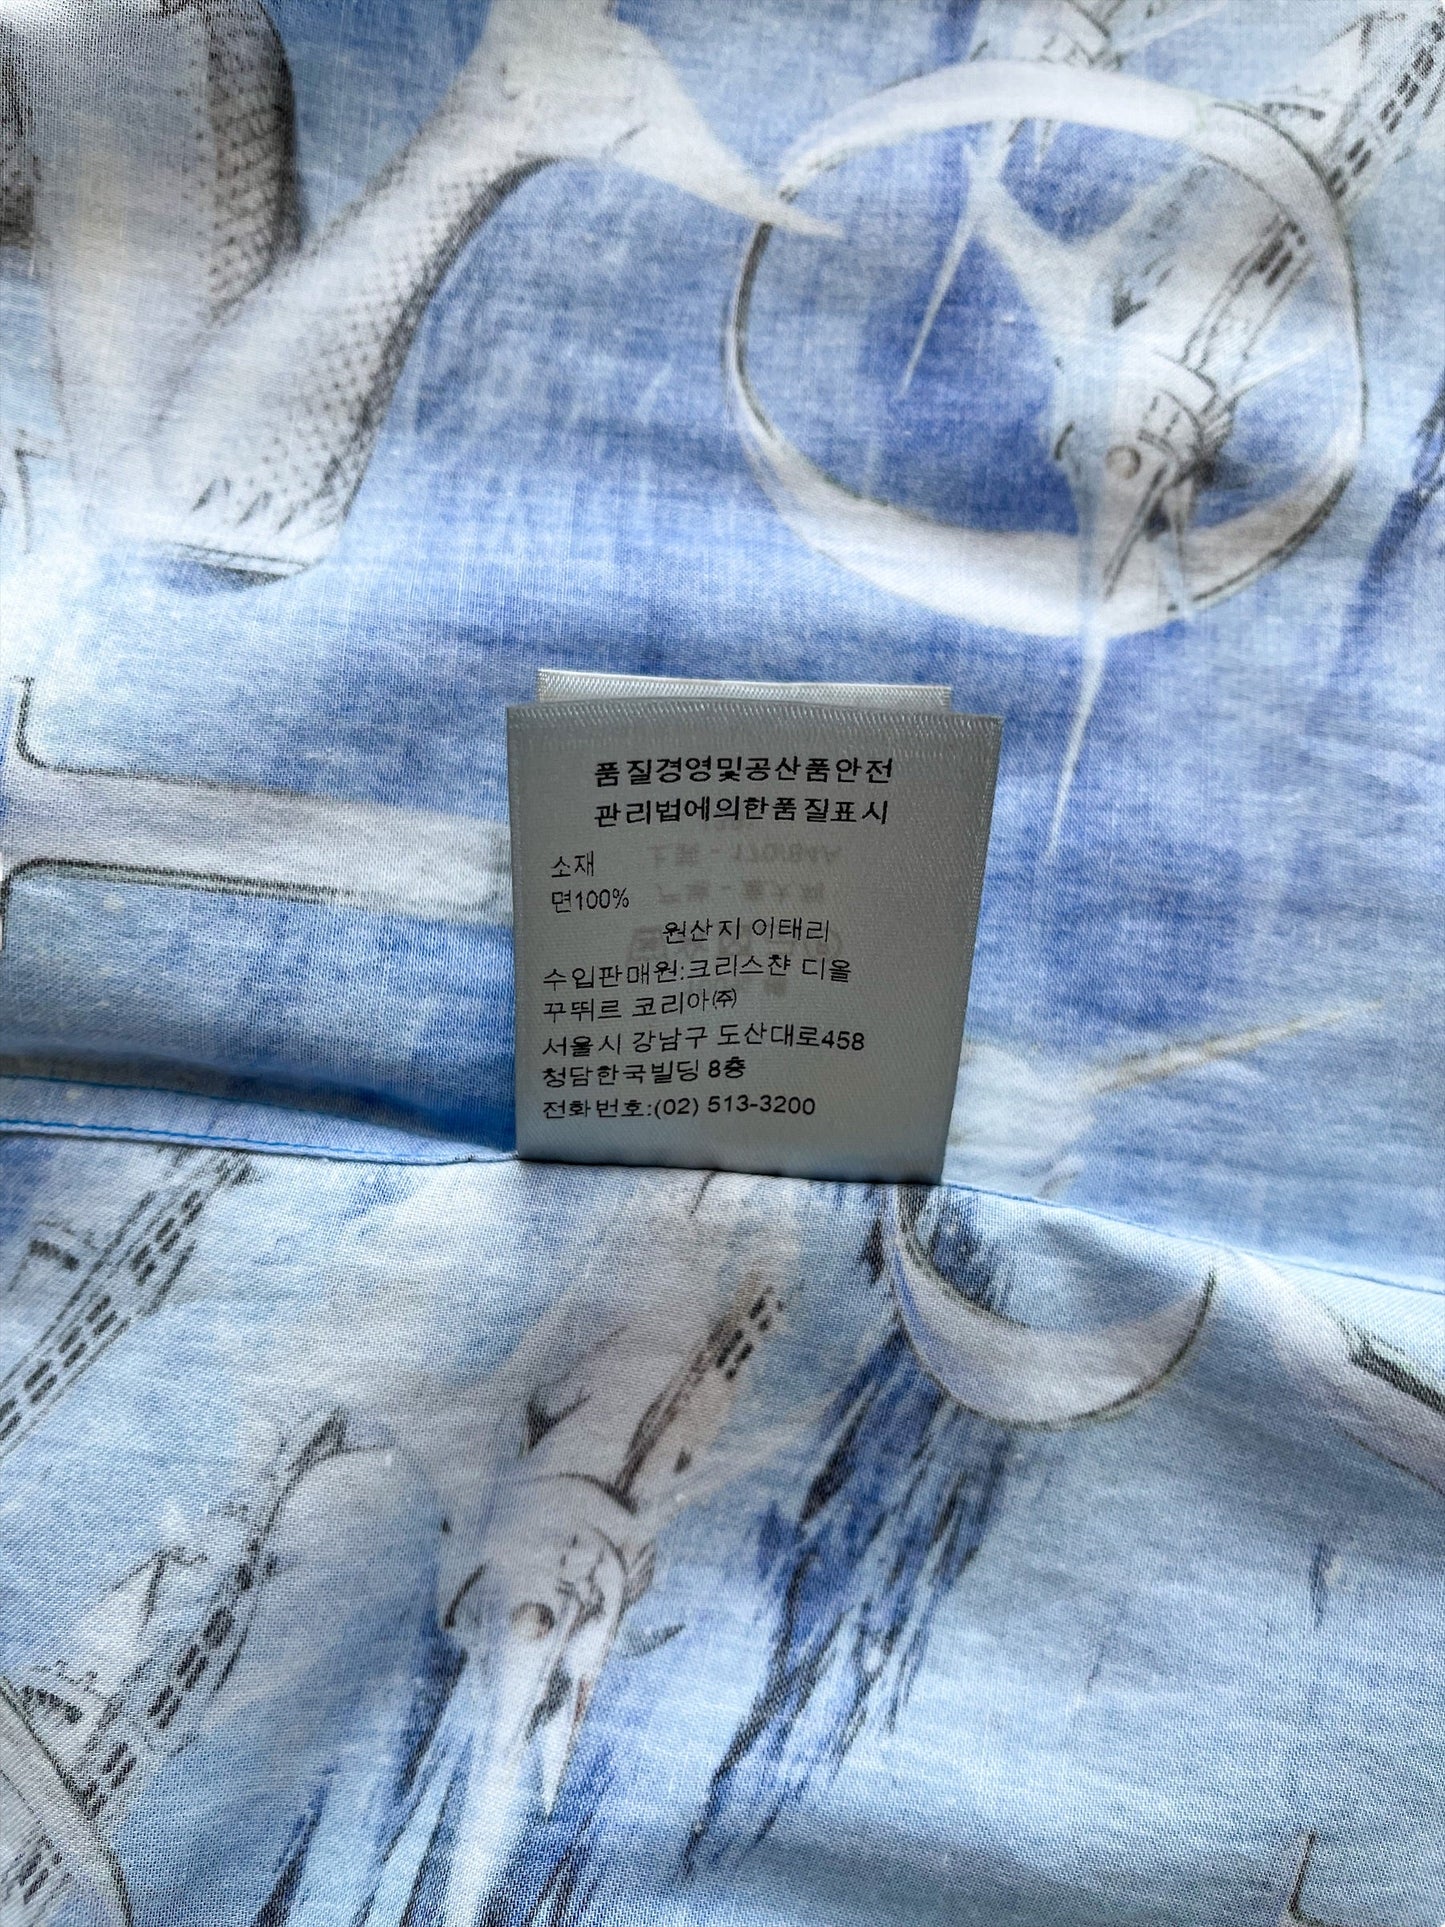 품질경영및공산품안전
관리법에의한품질표시
소재
면100%
원산지 이태리
수입판매원:크리스챤 디올
꾸뛰르 코리아㈜
서울시 강남구 도산대로458
청담한국빌딩 8층
전화번호:(02) 513-3200